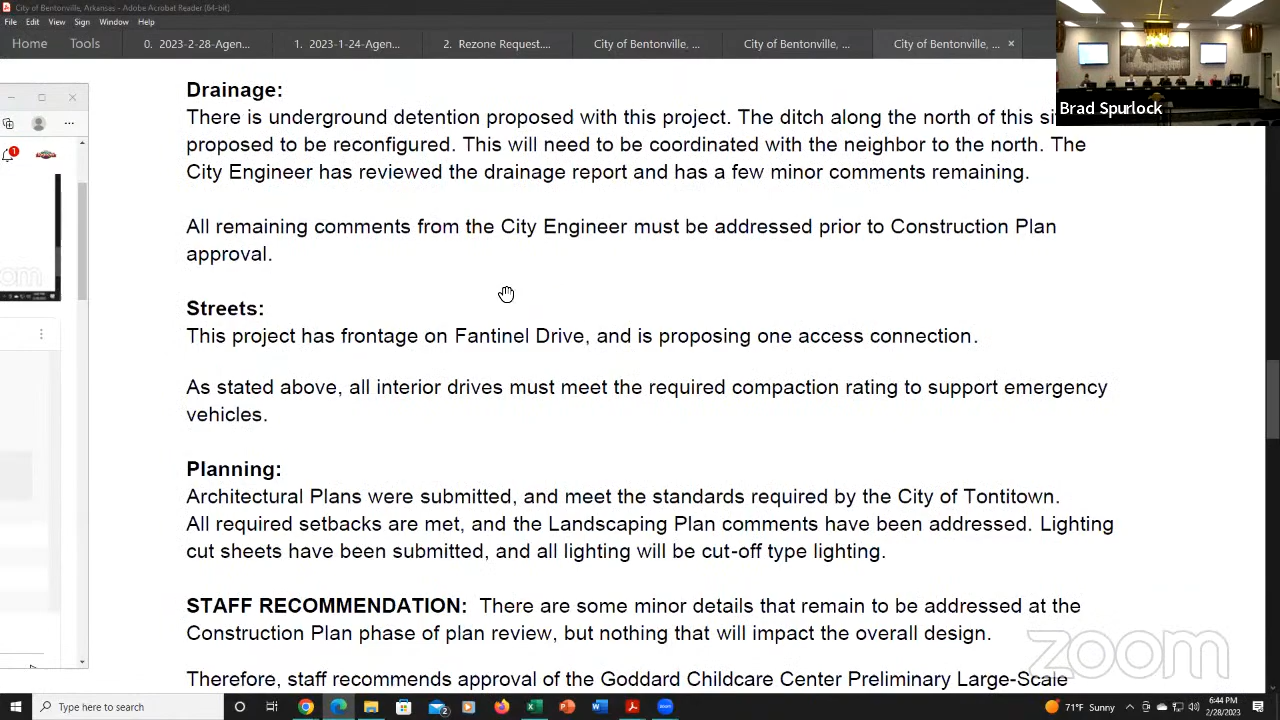 City of Bentonville, Arkansas - Adobe Acrobat Reader (64-bit)
File Edit View Sign Window Help
Home Tools 0. 2023-2-28-Agen... 1. 2023-1-24-Agen... 2. Rezone Request.... City of Bentonville, ... City of Bentonville, ... City of Bentonville, ... ×
Brad Spurlock
Drainage:
There is underground detention proposed with this project. The ditch along the north of this si
proposed to be reconfigured. This will need to be coordinated with the neighbor to the north. The
City Engineer has reviewed the drainage report and has a few minor comments remaining.
All remaining comments from the City Engineer must be addressed prior to Construction Plan
approval.
Streets:
This project has frontage on Fantinel Drive, and is proposing one access connection.
As stated above, all interior drives must meet the required compaction rating to support emergency
vehicles.
Planning:
Architectural Plans were submitted, and meet the standards required by the City of Tontitown.
All required setbacks are met, and the Landscaping Plan comments have been addressed. Lighting
cut sheets have been submitted, and all lighting will be cut-off type lighting.
STAFF RECOMMENDATION: There are some minor details that remain to be addressed at the
Construction Plan phase of plan review, but nothing that will impact the overall design.
Therefore, staff recommends approval of the Goddard Childcare Center Preliminary Large-Scale
zoom
Type here to search
71°F Sunny
6:44 PM
2/28/2023